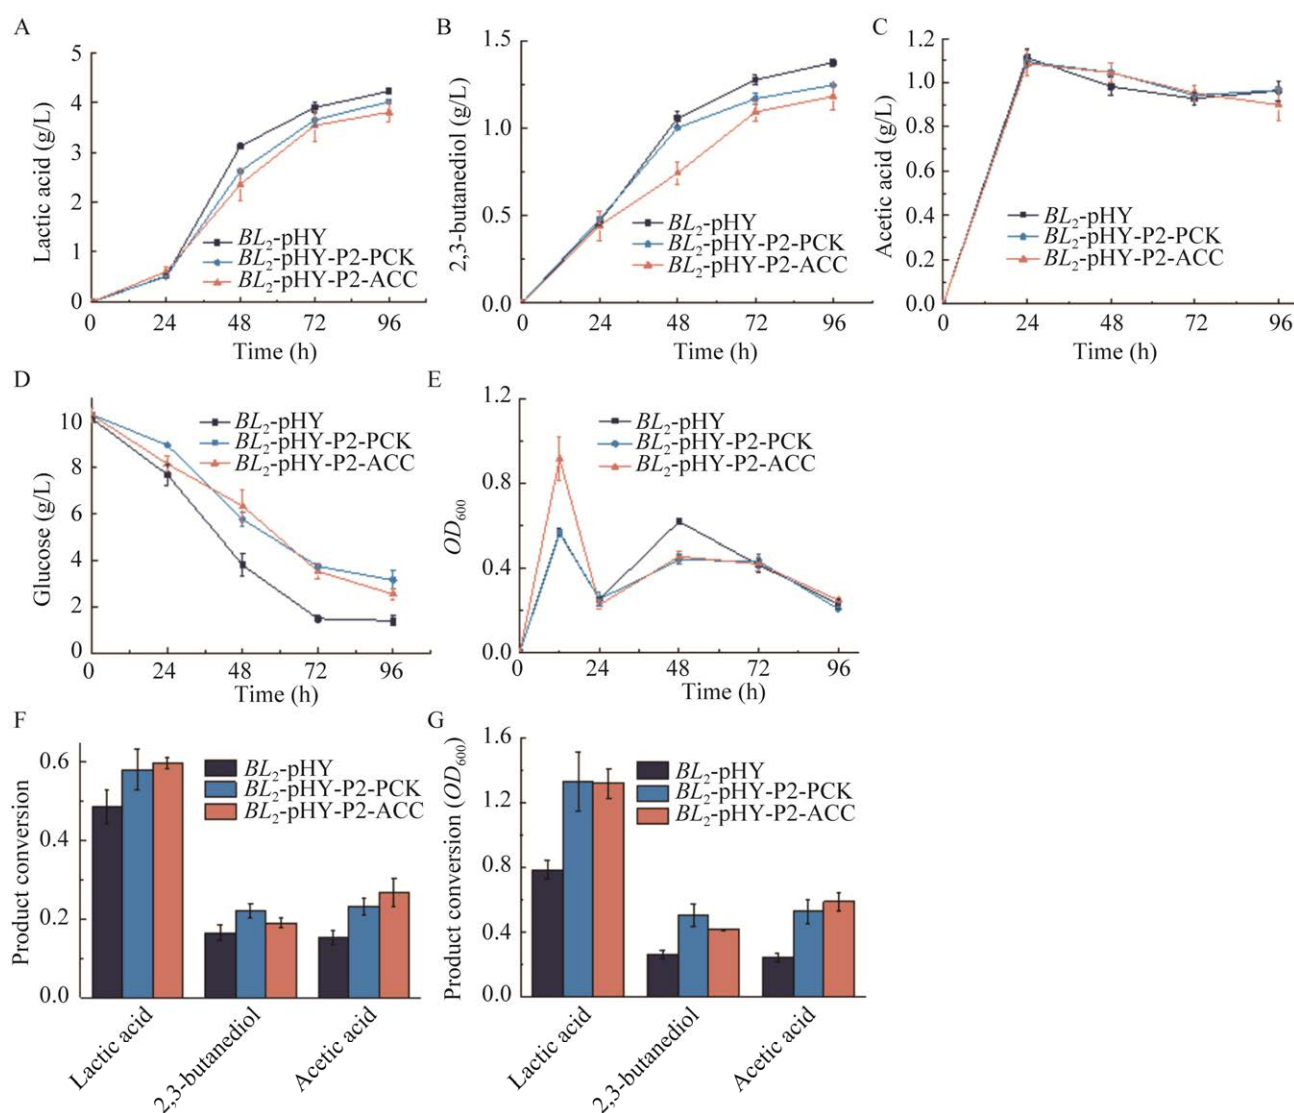 A
Lactic acid (g/L)
5
4
3
2
1
0
BL₂-pHY
BL₂-pHY-P2-PCK
BL₂-pHY-P2-ACC
0 24 48 72 96
Time (h)
B
2,3-butanediol (g/L)
1.5
1.0
0.5
0.0
BL₂-pHY
BL₂-pHY-P2-PCK
BL₂-pHY-P2-ACC
0 24 48 72 96
Time (h)
C
Acetic acid (g/L)
1.2
1.0
0.8
0.6
0.4
0.2
0.0
BL₂-pHY
BL₂-pHY-P2-PCK
BL₂-pHY-P2-ACC
0 24 48 72 96
Time (h)
D
Glucose (g/L)
10
8
6
4
2
0
BL₂-pHY
BL₂-pHY-P2-PCK
BL₂-pHY-P2-ACC
0 24 48 72 96
Time (h)
E
OD₆₀₀
1.2
0.8
0.4
0.0
BL₂-pHY
BL₂-pHY-P2-PCK
BL₂-pHY-P2-ACC
0 24 48 72 96
Time (h)
F
Product conversion
0.6
0.4
0.2
0.0
BL₂-pHY
BL₂-pHY-P2-PCK
BL₂-pHY-P2-ACC
Lactic acid
2,3-butanediol
Acetic acid
G
Product conversion (OD₆₀₀)
1.6
1.2
0.8
0.4
0.0
BL₂-pHY
BL₂-pHY-P2-PCK
BL₂-pHY-P2-ACC
Lactic acid
2,3-butanediol
Acetic acid